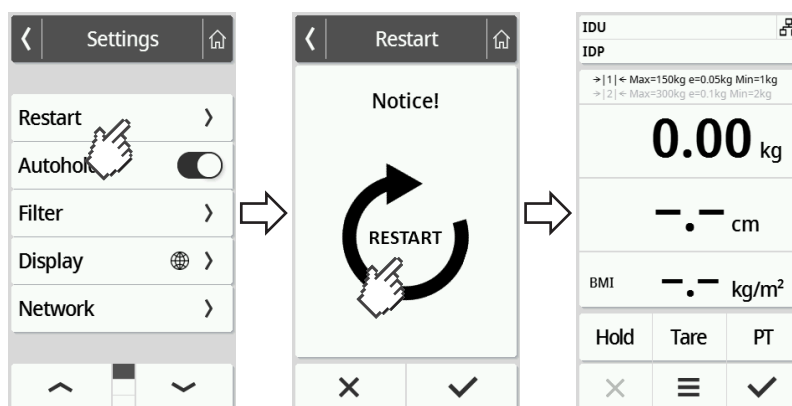 Settings
Restart
Autohol
Filter
Display
Network
Restart
Notice!
RESTART
IDU
IDP
→|1|← Max=150kg e=0.05kg Min=1kg
→|2|← Max=300kg e=0.1kg Min=2kg
0.00 kg
–.– cm
BMI –.– kg/m²
Hold Tare PT